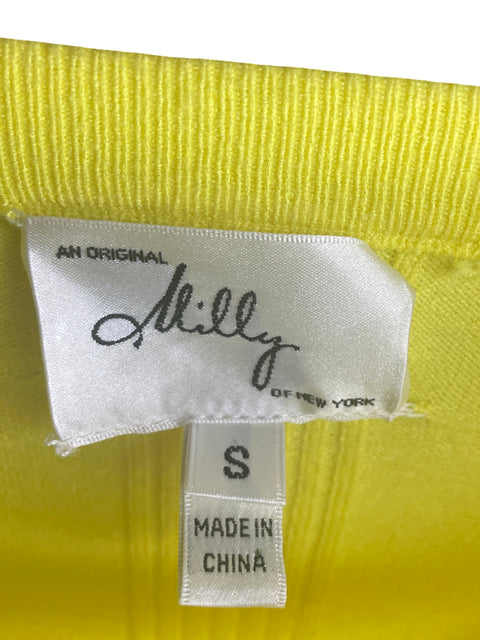 AN ORIGINAL
Milly
OF NEW YORK
S
MADE IN
CHINA